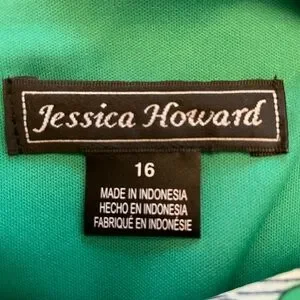 Jessica Howard
16
MADE IN INDONESIA
HECHO EN INDONESIA
FABRIQUÉ EN INDONÉSIE